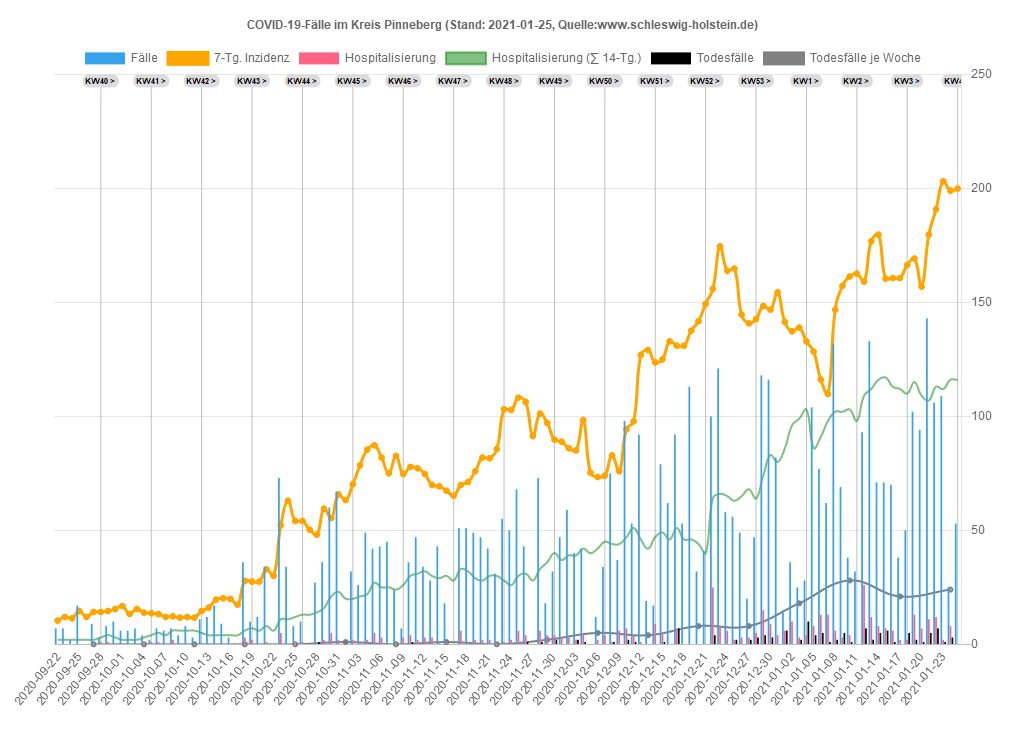 COVID-19-Fälle im Kreis Pinneberg (Stand: 2021-01-25, Quelle:www.schleswig-holstein.de)
Fälle 7-Tg. Inzidenz Hospitalisierung Hospitalisierung (∑ 14-Tg.) Todesfälle Todesfälle je Woche
KW40 > KW41 > KW42 > KW43 > KW44 > KW45 > KW46 > KW47 > KW48 > KW49 > KW50 > KW51 > KW52 > KW53 > KW1 > KW2 > KW3 > KW4
250
200
150
100
50
0
2020-09-22 2020-09-25 2020-09-28 2020-10-01 2020-10-04 2020-10-07 2020-10-10 2020-10-13 2020-10-16 2020-10-19 2020-10-22 2020-10-25 2020-10-28 2020-10-31 2020-11-03 2020-11-06 2020-11-09 2020-11-12 2020-11-15 2020-11-18 2020-11-21 2020-11-24 2020-11-27 2020-11-30 2020-12-03 2020-12-06 2020-12-09 2020-12-12 2020-12-15 2020-12-18 2020-12-21 2020-12-24 2020-12-27 2020-12-30 2021-01-02 2021-01-05 2021-01-08 2021-01-11 2021-01-14 2021-01-17 2021-01-20 2021-01-23